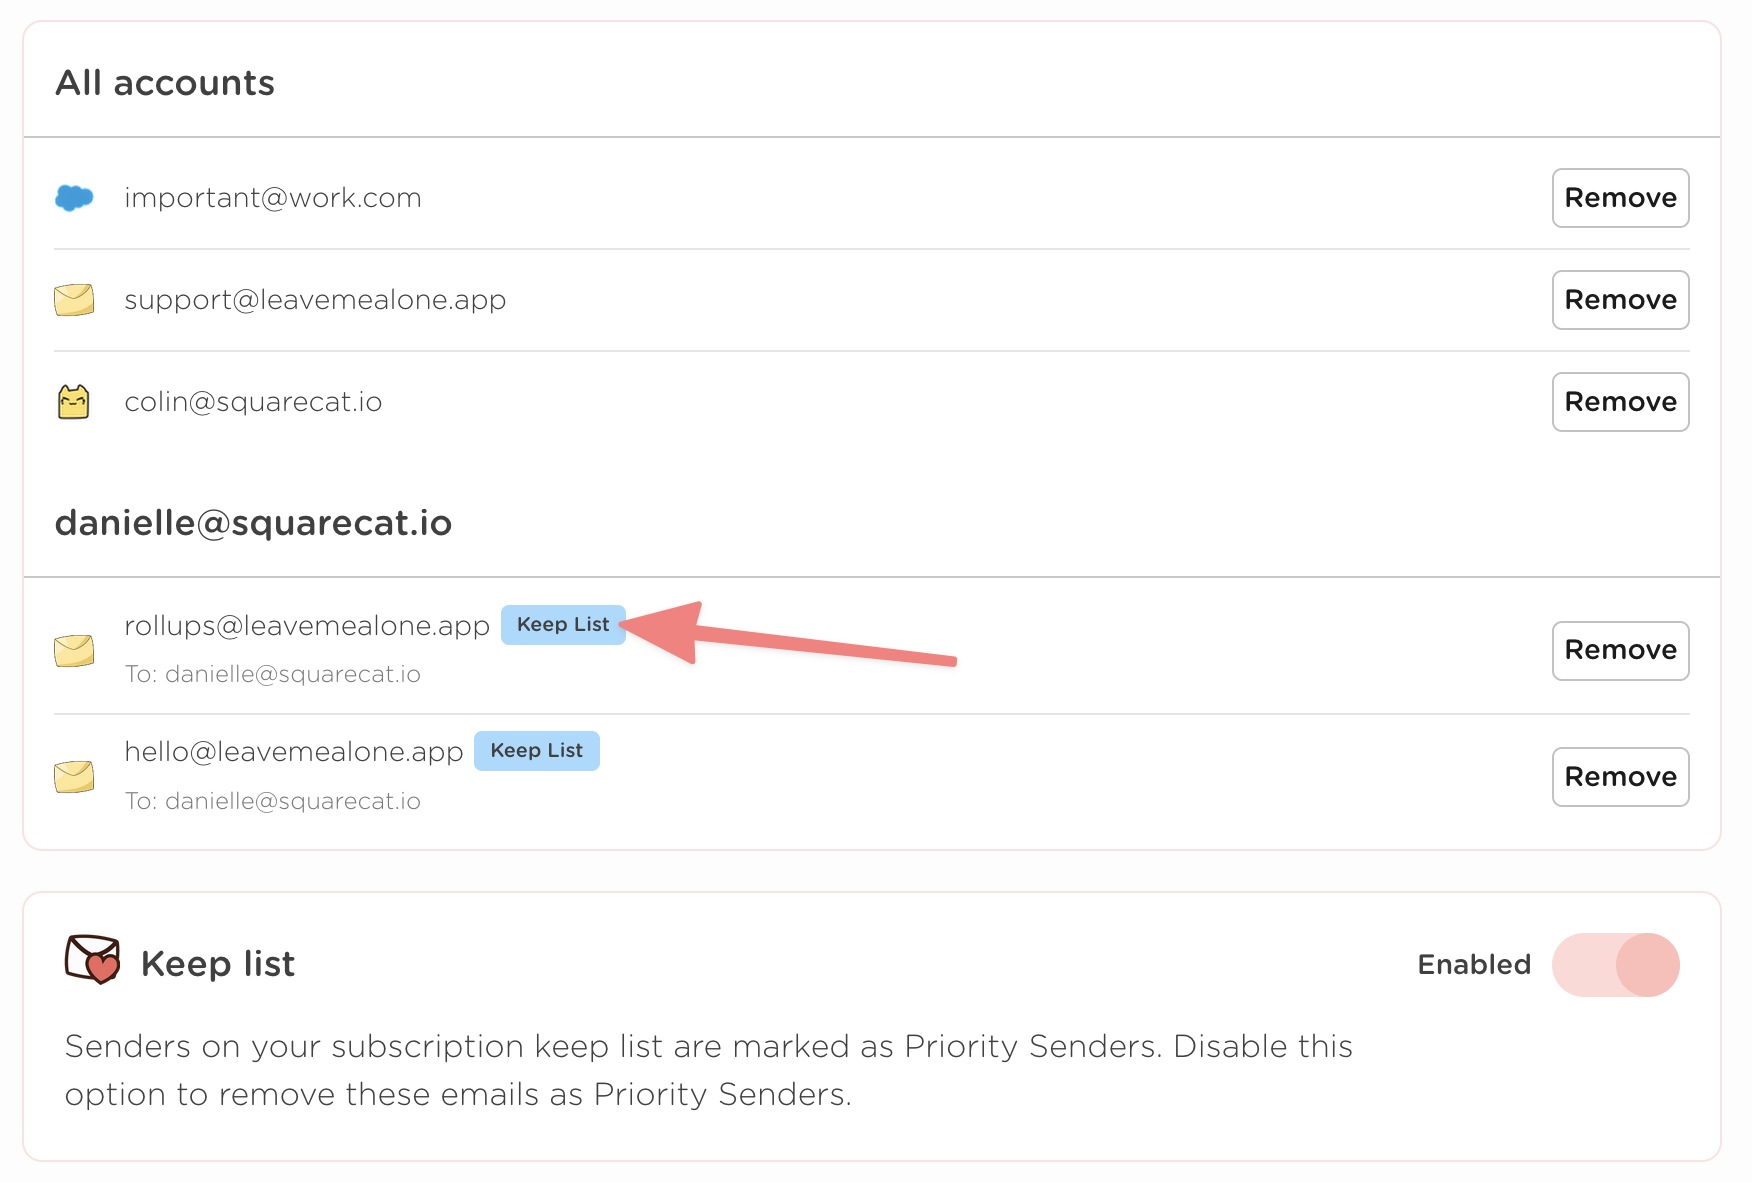 All accounts
important@work.com
Remove
support@leavemealone.app
Remove
colin@squarecat.io
Remove
danielle@squarecat.io
rollups@leavemealone.app Keep List
To: danielle@squarecat.io
Remove
hello@leavemealone.app Keep List
To: danielle@squarecat.io
Remove
Keep list
Enabled
Senders on your subscription keep list are marked as Priority Senders. Disable this
option to remove these emails as Priority Senders.